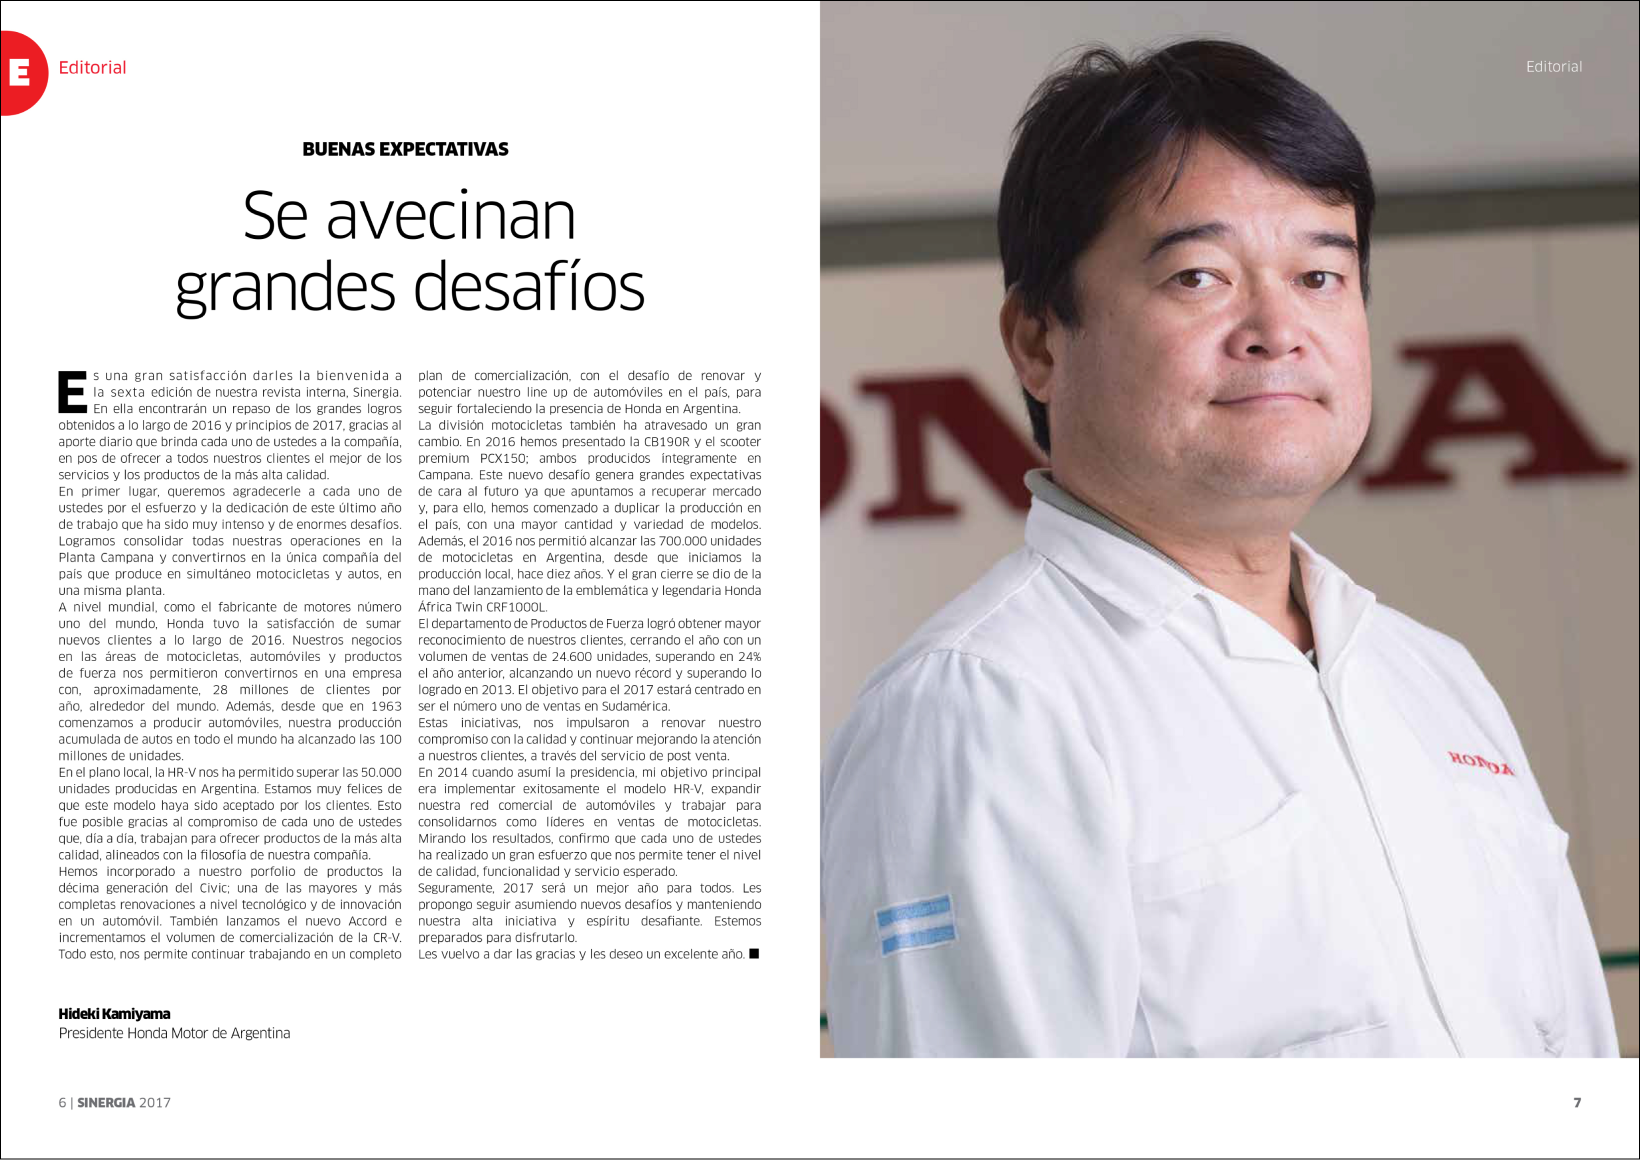 E Editorial
BUENAS EXPECTATIVAS
Se avecinan
grandes desafíos
Es una gran satisfacción darles la bienvenida a
la sexta edición de nuestra revista interna, Sinergia.
En ella encontrarán un repaso de los grandes logros
obtenidos a lo largo de 2016 y principios de 2017, gracias al
aporte diario que brinda cada uno de ustedes a la compañía,
en pos de ofrecer a todos nuestros clientes el mejor de los
servicios y los productos de la más alta calidad.
En primer lugar, queremos agradecerle a cada uno de
ustedes por el esfuerzo y la dedicación de este último año
de trabajo que ha sido muy intenso y de enormes desafíos.
Logramos consolidar todas nuestras operaciones en la
Planta Campana y convertirnos en la única compañía del
país que produce en simultáneo motocicletas y autos, en
una misma planta.
A nivel mundial, como el fabricante de motores número
uno del mundo, Honda tuvo la satisfacción de sumar
nuevos clientes a lo largo de 2016. Nuestros negocios
en las áreas de motocicletas, automóviles y productos
de fuerza nos permitieron convertirnos en una empresa
con, aproximadamente, 28 millones de clientes por
año, alrededor del mundo. Además, desde que en 1963
comenzamos a producir automóviles, nuestra producción
acumulada de autos en todo el mundo ha alcanzado las 100
millones de unidades.
En el plano local, la HR-V nos ha permitido superar las 50.000
unidades producidas en Argentina. Estamos muy felices de
que este modelo haya sido aceptado por los clientes. Esto
fue posible gracias al compromiso de cada uno de ustedes
que, día a día, trabajan para ofrecer productos de la más alta
calidad, alineados con la filosofía de nuestra compañía.
Hemos incorporado a nuestro porfolio de productos la
décima generación del Civic; una de las mayores y más
completas renovaciones a nivel tecnológico y de innovación
en un automóvil. También lanzamos el nuevo Accord e
incrementamos el volumen de comercialización de la CR-V.
Todo esto, nos permite continuar trabajando en un completo
plan de comercialización, con el desafío de renovar y
potenciar nuestro line up de automóviles en el país, para
seguir fortaleciendo la presencia de Honda en Argentina.
La división motocicletas también ha atravesado un gran
cambio. En 2016 hemos presentado la CB190R y el scooter
premium PCX150; ambos producidos íntegramente en
Campana. Este nuevo desafío genera grandes expectativas
de cara al futuro ya que apuntamos a recuperar mercado
y, para ello, hemos comenzado a duplicar la producción en
el país, con una mayor cantidad y variedad de modelos.
Además, el 2016 nos permitió alcanzar las 700.000 unidades
de motocicletas en Argentina, desde que iniciamos la
producción local, hace diez años. Y el gran cierre se dio de la
mano del lanzamiento de la emblemática y legendaria Honda
África Twin CRF1000L.
El departamento de Productos de Fuerza logró obtener mayor
reconocimiento de nuestros clientes, cerrando el año con un
volumen de ventas de 24.600 unidades, superando en 24%
el año anterior, alcanzando un nuevo récord y superando lo
logrado en 2013. El objetivo para el 2017 estará centrado en
ser el número uno de ventas en Sudamérica.
Estas iniciativas, nos impulsaron a renovar nuestro
compromiso con la calidad y continuar mejorando la atención
a nuestros clientes, a través del servicio de post venta.
En 2014 cuando asumí la presidencia, mi objetivo principal
era implementar exitosamente el modelo HR-V, expandir
nuestra red comercial de automóviles y trabajar para
consolidarnos como líderes en ventas de motocicletas.
Mirando los resultados, confirmo que cada uno de ustedes
ha realizado un gran esfuerzo que nos permite tener el nivel
de calidad, funcionalidad y servicio esperado.
Seguramente, 2017 será un mejor año para todos. Les
propongo seguir asumiendo nuevos desafíos y manteniendo
nuestra alta iniciativa y espíritu desafiante. Estemos
preparados para disfrutarlo.
Les vuelvo a dar las gracias y les deseo un excelente año. ■
Hideki Kamiyama
Presidente Honda Motor de Argentina
6 | SINERGIA 2017
Editorial
HONDA
7